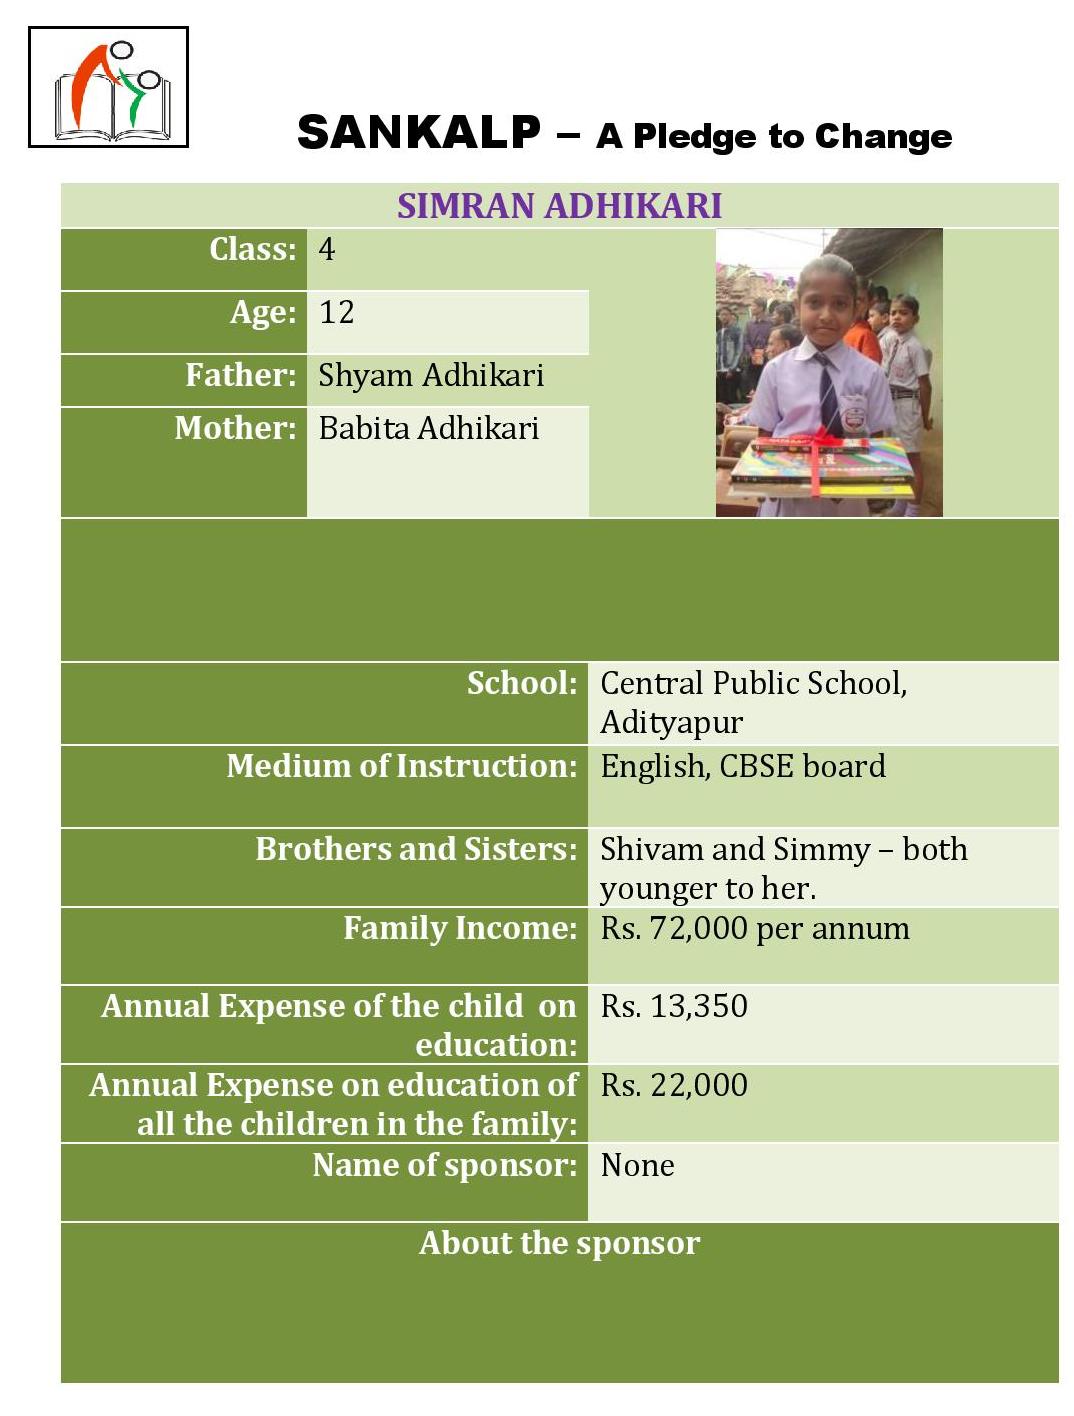 SANKALP – A Pledge to Change
SIMRAN ADHIKARI
Class: 4
Age: 12
Father: Shyam Adhikari
Mother: Babita Adhikari
School: Central Public School,
Adityapur
Medium of Instruction: English, CBSE board
Brothers and Sisters: Shivam and Simmy – both
younger to her.
Family Income: Rs. 72,000 per annum
Annual Expense of the child  on
education:
Rs. 13,350
Annual Expense on education of
all the children in the family:
Rs. 22,000
Name of sponsor: None
About the sponsor